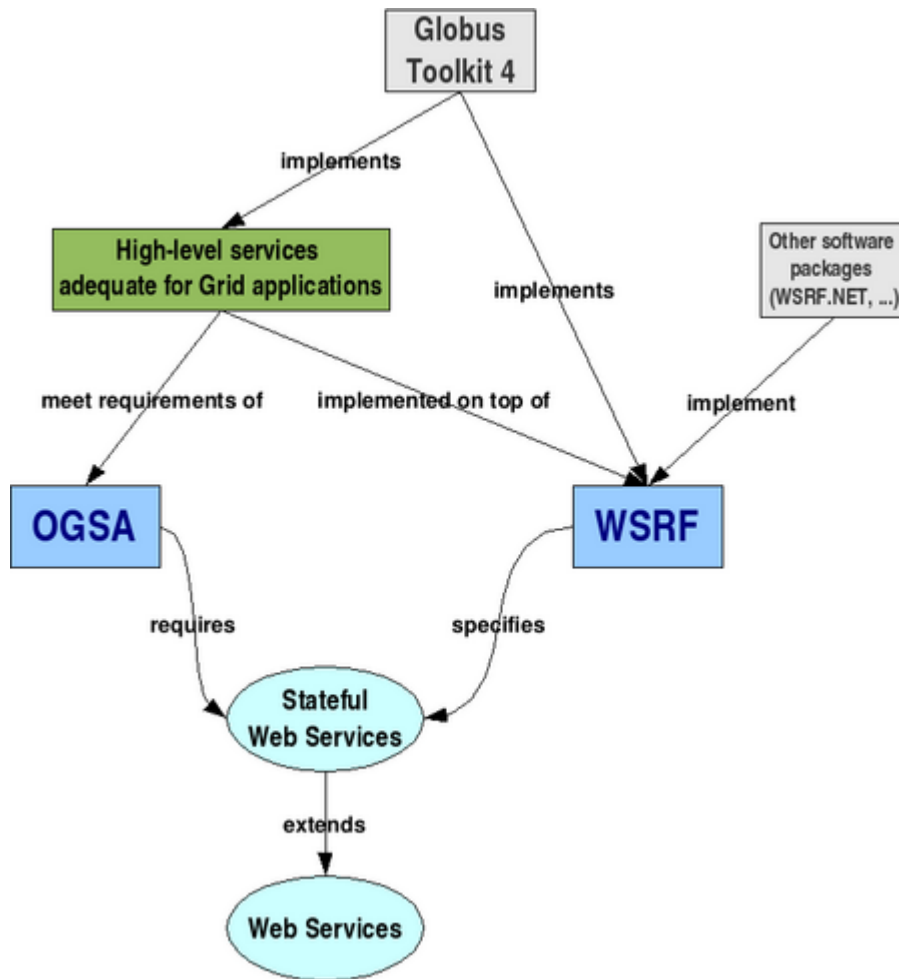 Globus
Toolkit 4
implements
High-level services
adequate for Grid applications
Other software
packages
(WSRF.NET, ...)
implements
meet requirements of
implemented on top of
implement
OGSA
WSRF
requires
specifies
Stateful
Web Services
extends
Web Services